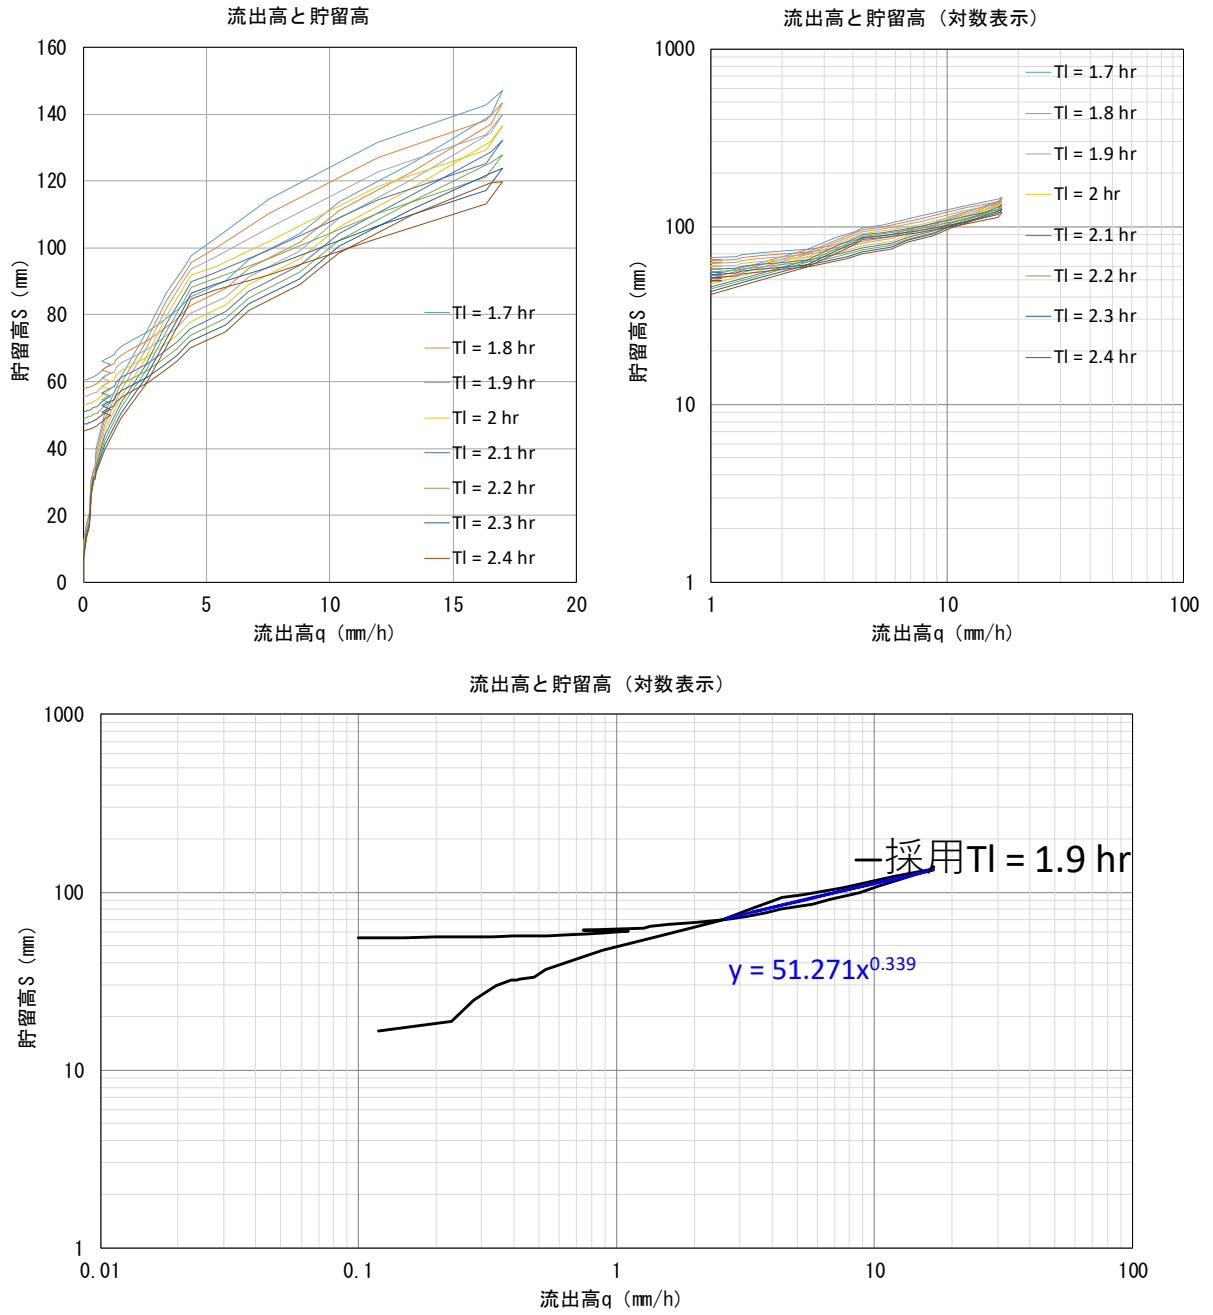 流出高と貯留高
160
140
120
100
80
60
40
20
0
0 5 10 15 20
貯留高S (mm)
流出高q (mm/h)
Tl = 1.7 hr
Tl = 1.8 hr
Tl = 1.9 hr
Tl = 2 hr
Tl = 2.1 hr
Tl = 2.2 hr
Tl = 2.3 hr
Tl = 2.4 hr
流出高と貯留高（対数表示）
1000
100
10
1
1 10 100
貯留高S (mm)
流出高q (mm/h)
Tl = 1.7 hr
Tl = 1.8 hr
Tl = 1.9 hr
Tl = 2 hr
Tl = 2.1 hr
Tl = 2.2 hr
Tl = 2.3 hr
Tl = 2.4 hr
流出高と貯留高（対数表示）
1000
100
10
1
0.01 0.1 1 10 100
貯留高S (mm)
流出高q (mm/h)
採用Tl = 1.9 hr
y = 51.271x^0.339